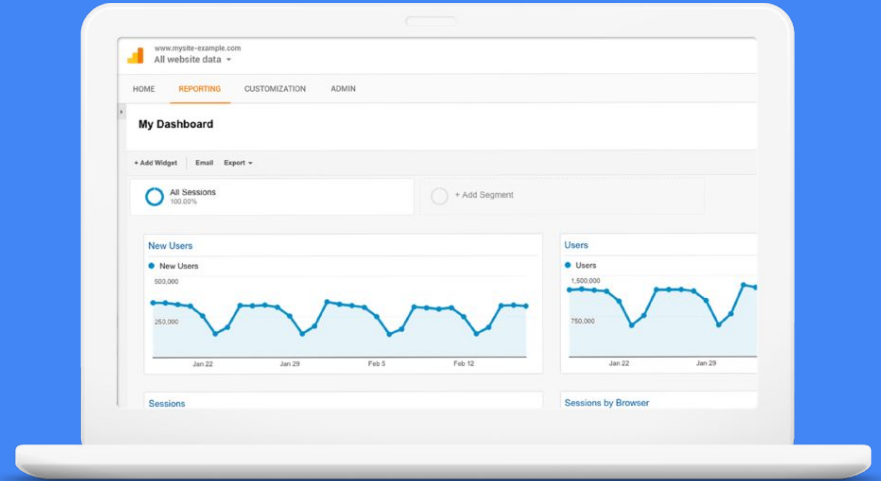 www.mysite-example.com
All website data
HOME REPORTING CUSTOMIZATION ADMIN
My Dashboard
+ Add Widget Email Export
All Sessions
100.00%
+ Add Segment
New Users
New Users
500,000
250,000
Jan 22 Jan 29 Feb 5 Feb 12
Users
Users
1,500,000
750,000
Jan 22 Jan 29
Sessions
Sessions by Browser